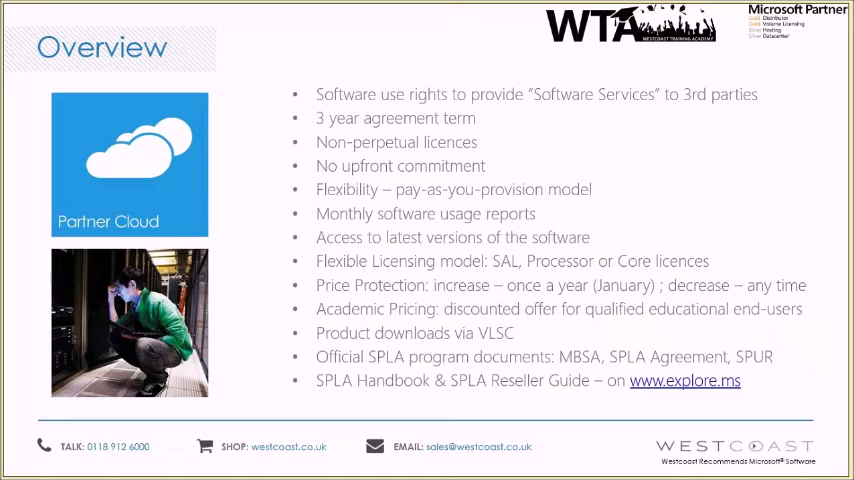 Overview
WTA
WESTCOAST TRAINING ACADEMY
Microsoft Partner
Gold Distributor
Gold Volume Licensing
Silver Hosting
Silver Datacenter
Partner Cloud
• Software use rights to provide “Software Services” to 3rd parties
• 3 year agreement term
• Non-perpetual licences
• No upfront commitment
• Flexibility – pay-as-you-provision model
• Monthly software usage reports
• Access to latest versions of the software
• Flexible Licensing model: SAL, Processor or Core licences
• Price Protection: increase – once a year (January) ; decrease – any time
• Academic Pricing: discounted offer for qualified educational end-users
• Product downloads via VLSC
• Official SPLA program documents: MBSA, SPLA Agreement, SPUR
• SPLA Handbook & SPLA Reseller Guide – on www.explore.ms
TALK: 0118 912 6000
SHOP: westcoast.co.uk
EMAIL: sales@westcoast.co.uk
WESTCOAST
Westcoast Recommends Microsoft® Software